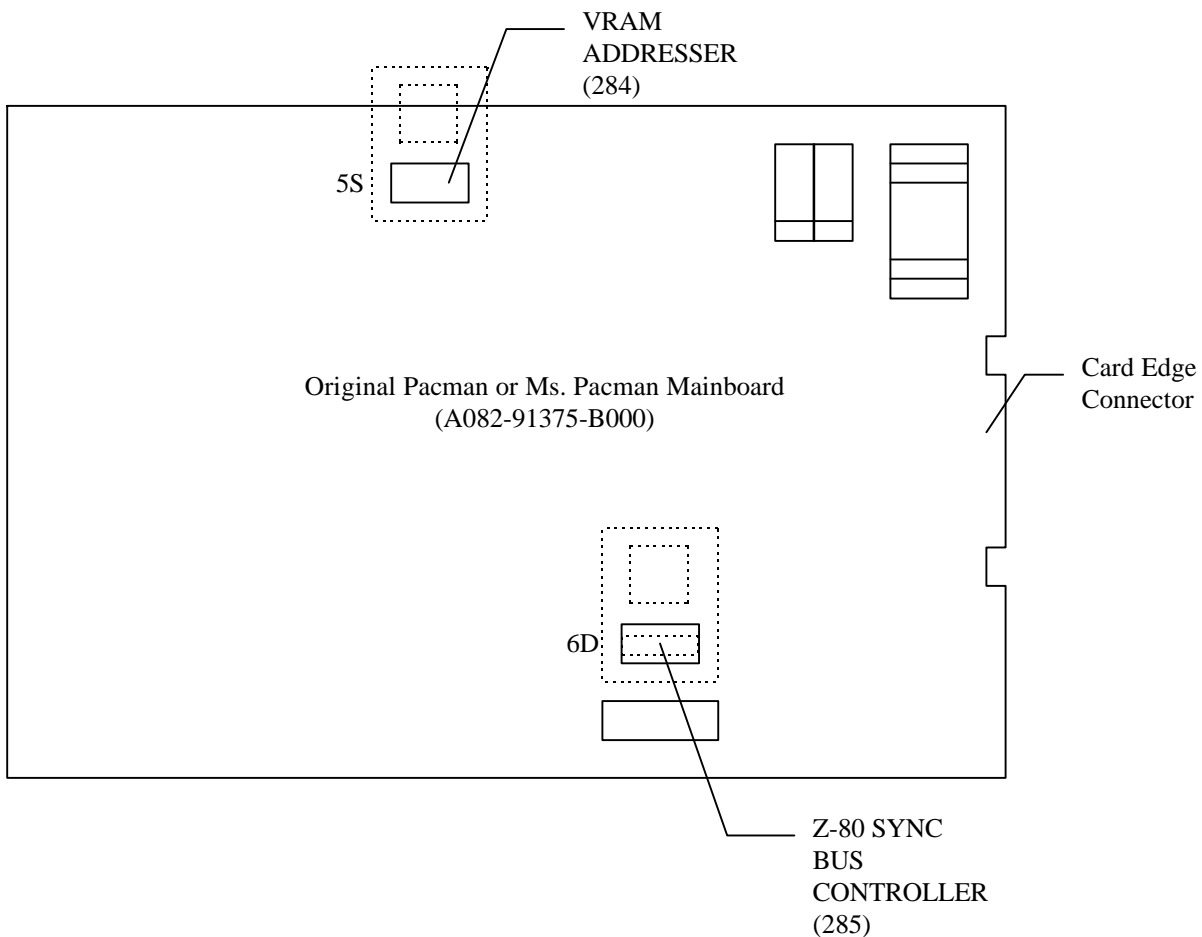 VRAM
ADDRESSER
(284)
5S
Original Pacman or Ms. Pacman Mainboard
(A082-91375-B000)
Card Edge
Connector
6D
Z-80 SYNC
BUS
CONTROLLER
(285)